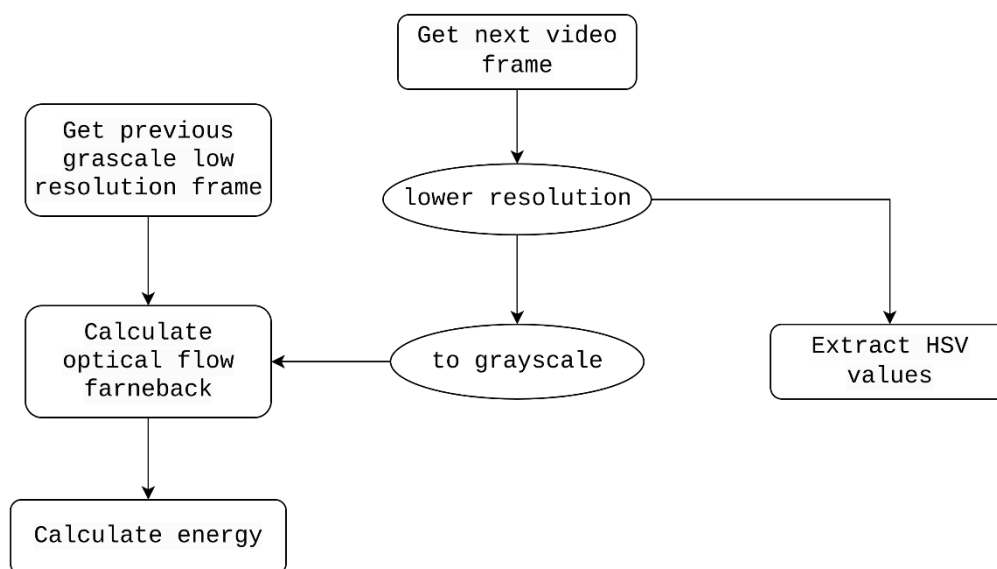 Get next video
frame
Get previous
grascale low
resolution frame
lower resolution
Calculate
optical flow
farneback
to grayscale
Extract HSV
values
Calculate energy